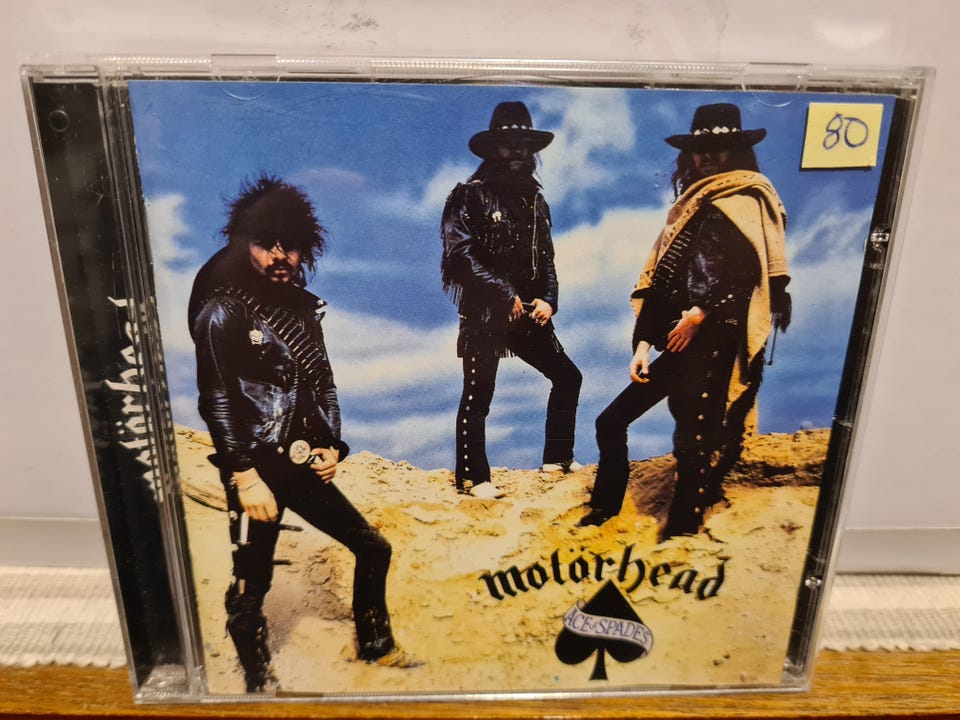 80
motörhead
motörhead
ACE of SPADES